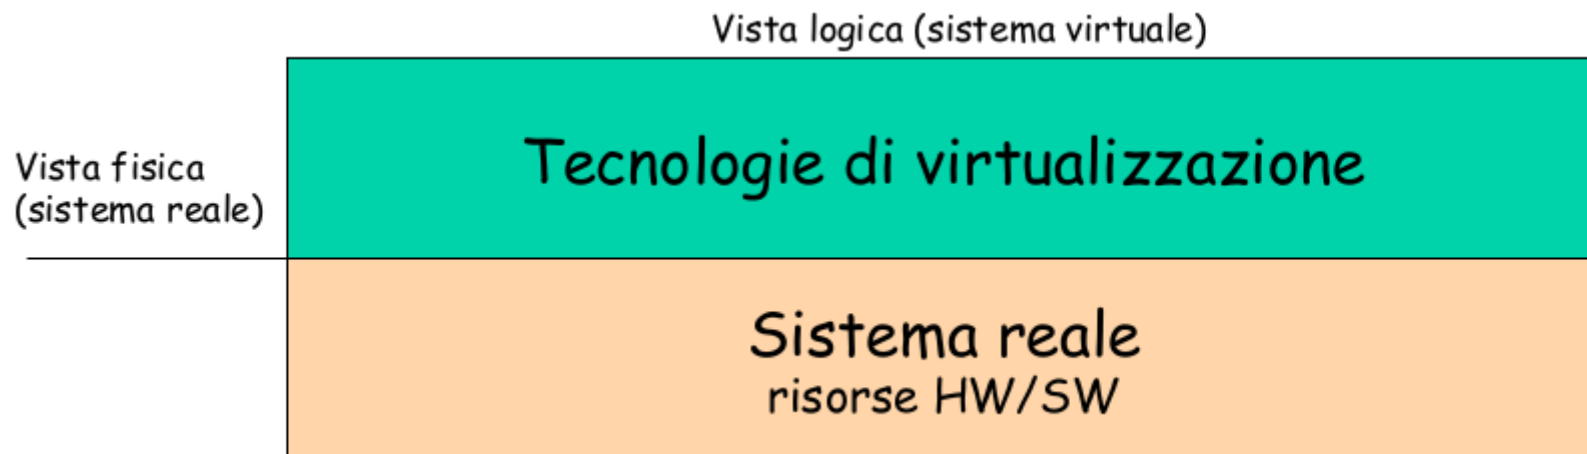 Vista logica (sistema virtuale)
Tecnologie di virtualizzazione
Vista fisica
(sistema reale)
Sistema reale
risorse HW/SW